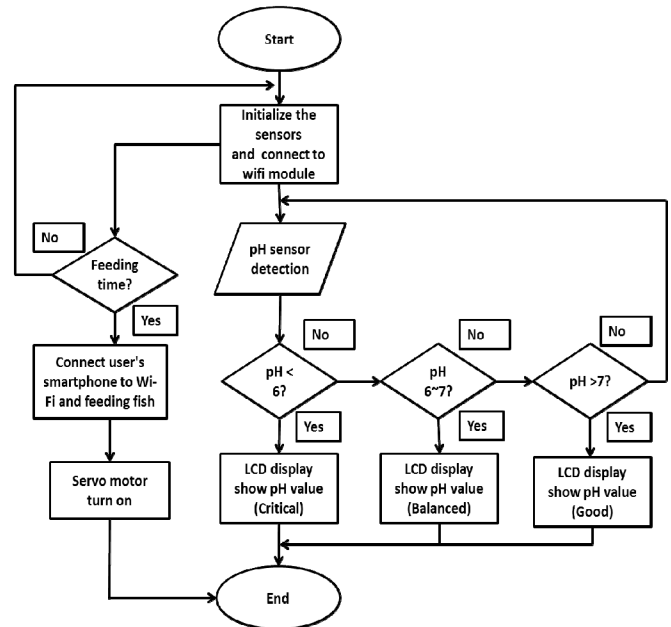 Start
Initialize the
sensors
and connect to
wifi module
No
Feeding
time?
Yes
Connect user's
smartphone to Wi-
Fi and feeding fish
Servo motor
turn on
pH sensor
detection
No
pH <
6?
Yes
LCD display
show pH value
(Critical)
No
pH
6~7?
Yes
LCD display
show pH value
(Balanced)
No
pH >7?
Yes
LCD display
show pH value
(Good)
End